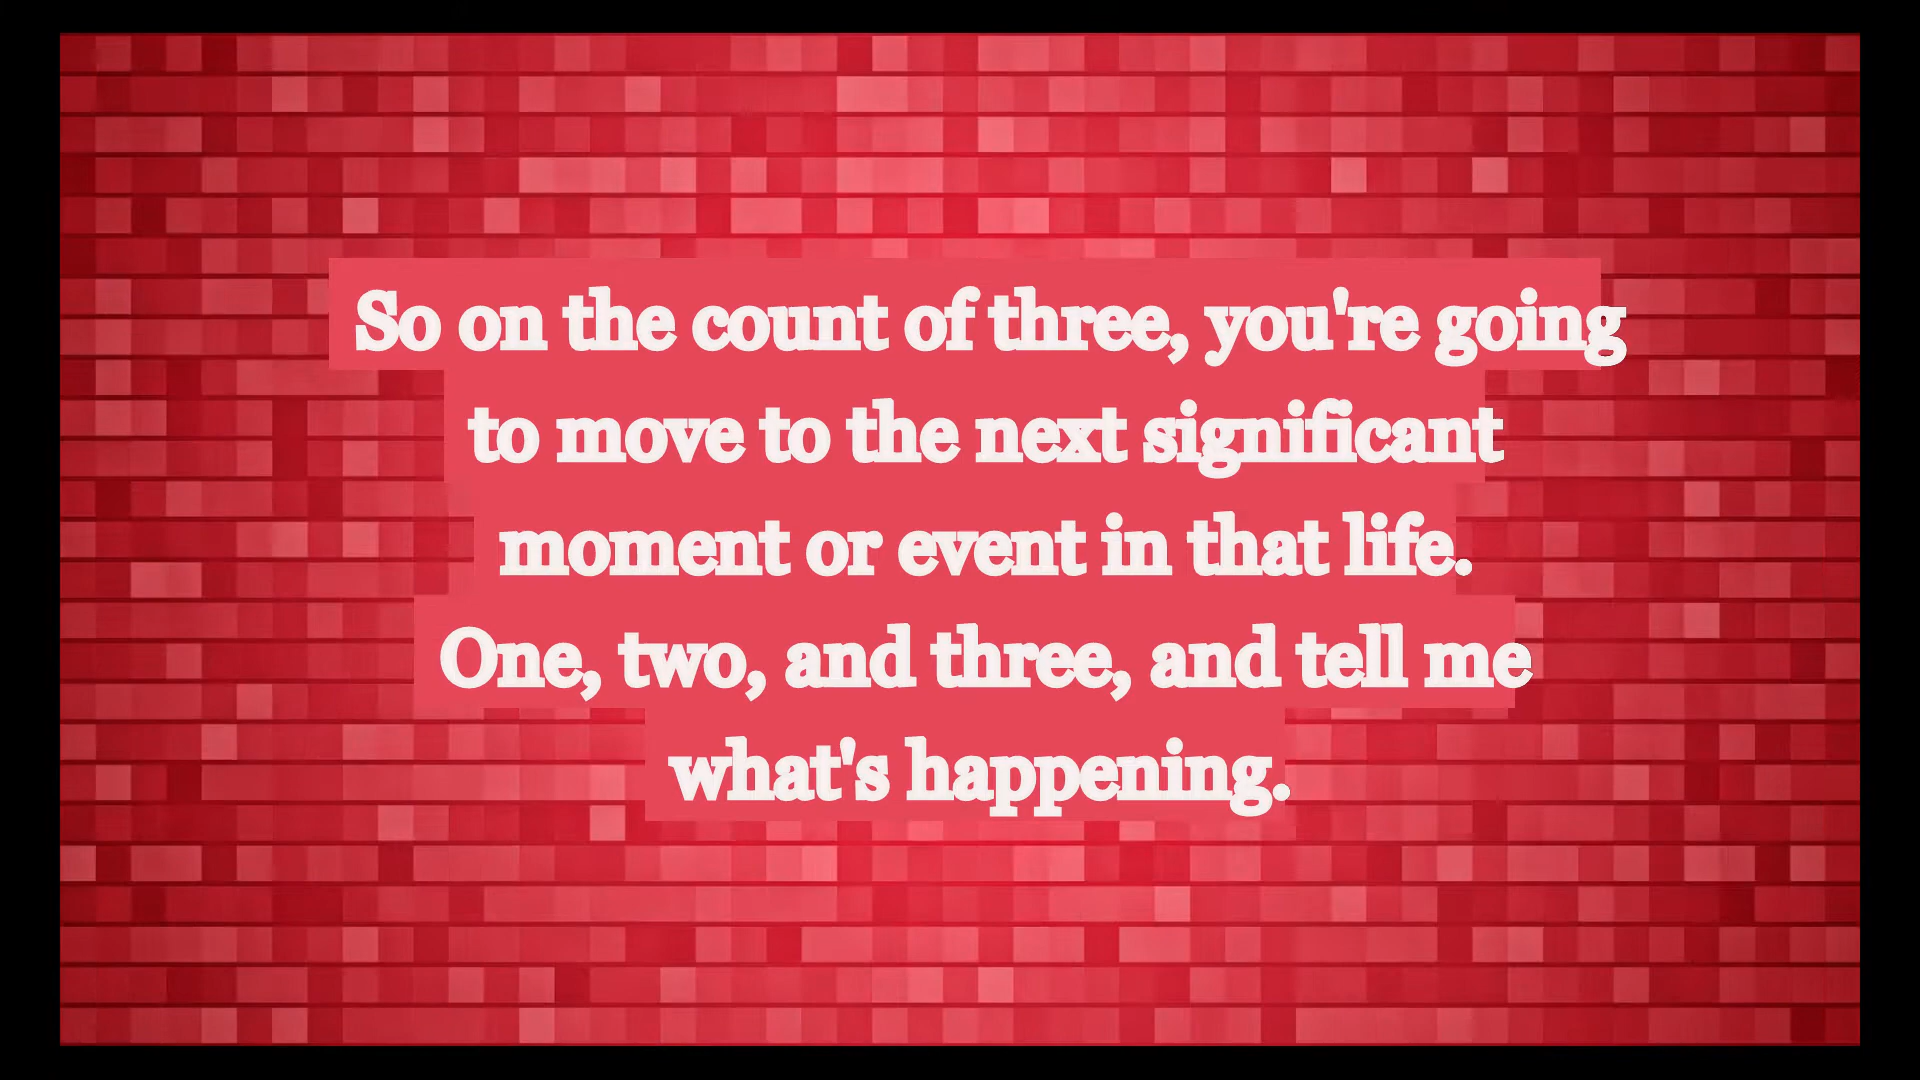 So on the count of three, you're going
to move to the next significant
moment or event in that life.
One, two, and three, and tell me
what's happening.